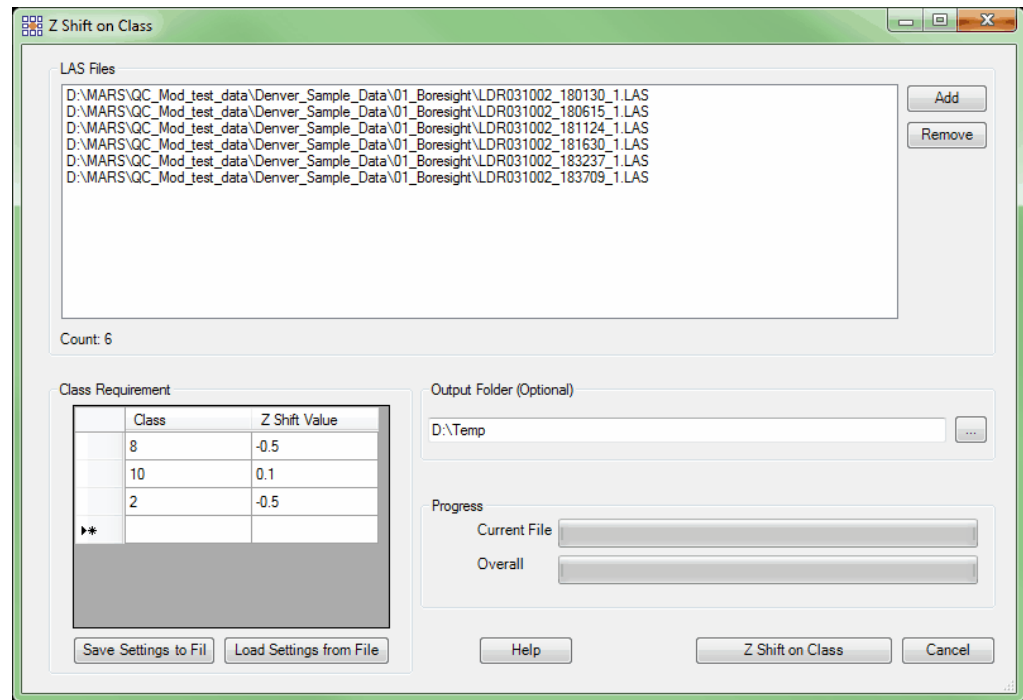 Z Shift on Class
LAS Files
D:\MARS\QC_Mod_test_data\Denver_Sample_Data\01_Boresight\LDR031002_180130_1.LAS
D:\MARS\QC_Mod_test_data\Denver_Sample_Data\01_Boresight\LDR031002_180615_1.LAS
D:\MARS\QC_Mod_test_data\Denver_Sample_Data\01_Boresight\LDR031002_181124_1.LAS
D:\MARS\QC_Mod_test_data\Denver_Sample_Data\01_Boresight\LDR031002_181630_1.LAS
D:\MARS\QC_Mod_test_data\Denver_Sample_Data\01_Boresight\LDR031002_183237_1.LAS
D:\MARS\QC_Mod_test_data\Denver_Sample_Data\01_Boresight\LDR031002_183709_1.LAS
Add
Remove
Count: 6
Class Requirement
Class Z Shift Value
8 -0.5
10 0.1
2 -0.5
Save Settings to Fil Load Settings from File
Output Folder (Optional)
D:\Temp ...
Progress
Current File
Overall
Help Z Shift on Class Cancel